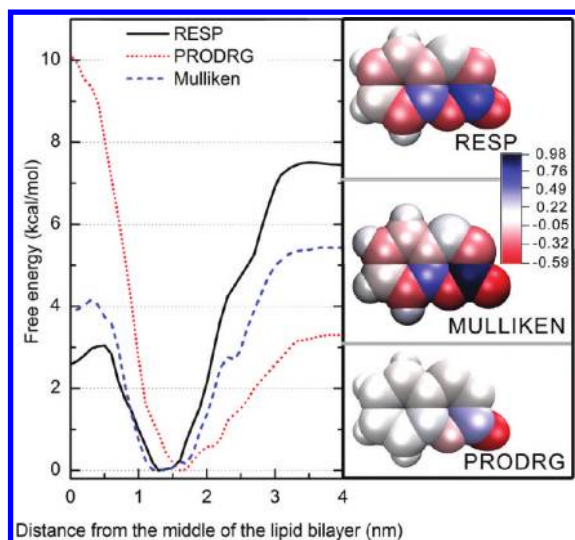 RESP
PRODRG
Mulliken
10
8
6
4
2
0
Free energy (kcal/mol)
0 1 2 3 4
Distance from the middle of the lipid bilayer (nm)
RESP
0.98
0.76
0.49
0.22
-0.05
-0.32
-0.59
MULLIKEN
PRODRG